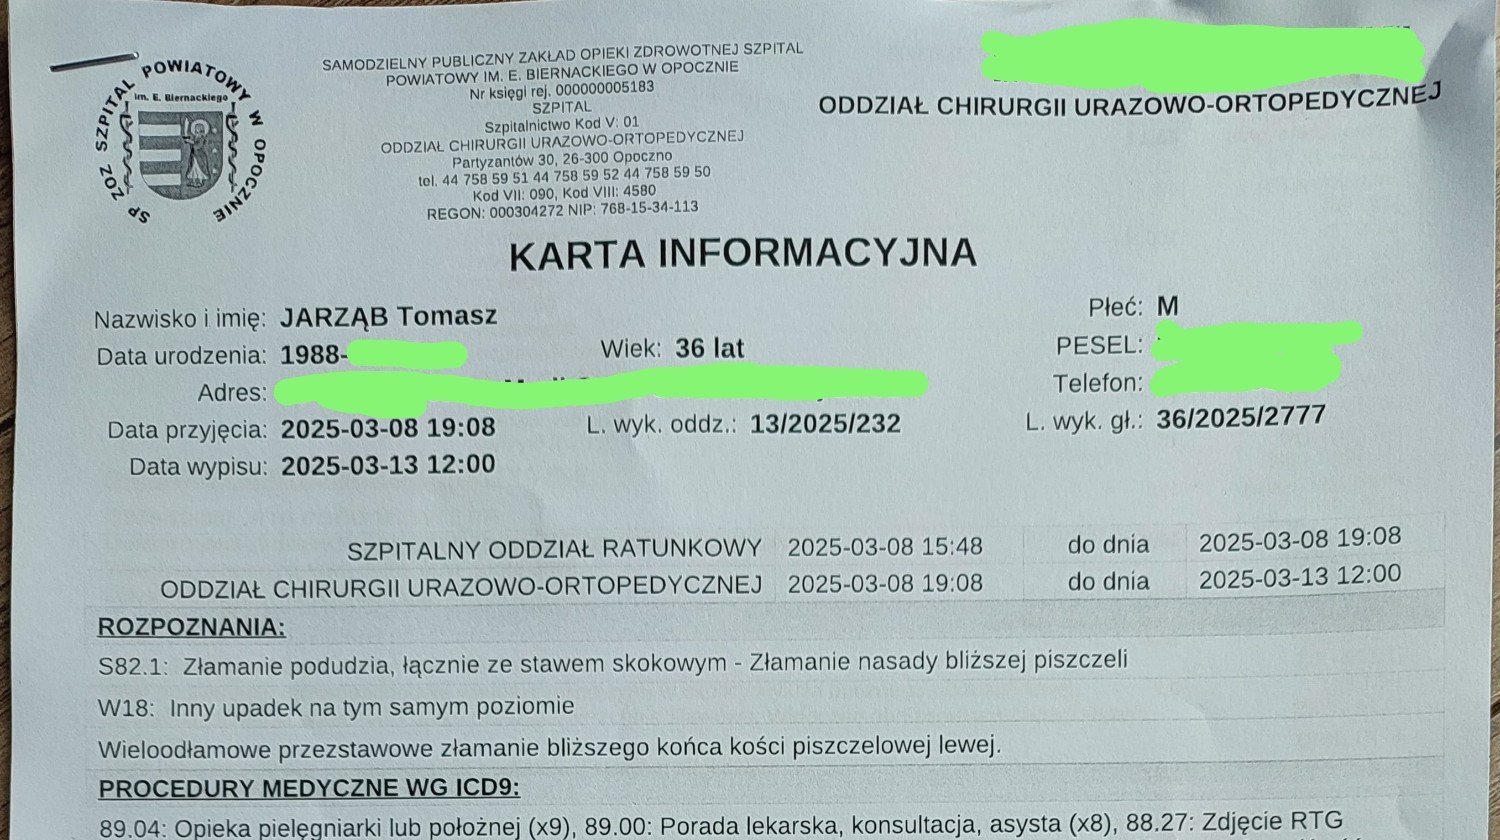 SP ZOZ SZPITAL POWIATOWY W OPOCZNIE
im. E. Biernackiego
SAMODZIELNY PUBLICZNY ZAKŁAD OPIEKI ZDROWOTNEJ SZPITAL
POWIATOWY IM. E. BIERNACKIEGO W OPOCZNIE
Nr księgi rej. 000000005183
SZPITAL
Szpitalnictwo Kod V: 01
ODDZIAŁ CHIRURGII URAZOWO-ORTOPEDYCZNEJ
Partyzantów 30, 26-300 Opoczno
tel. 44 758 59 51 44 758 59 52 44 758 59 50
Kod VII: 090, Kod VIII: 4580
REGON: 000304272 NIP: 768-15-34-113
ODDZIAŁ CHIRURGII URAZOWO-ORTOPEDYCZNEJ
KARTA INFORMACYJNA
Nazwisko i imię: JARZĄB Tomasz Płeć: M
Data urodzenia: 1988- Wiek: 36 lat PESEL:
Adres: Telefon:
Data przyjęcia: 2025-03-08 19:08 L. wyk. oddz.: 13/2025/232 L. wyk. gł.: 36/2025/2777
Data wypisu: 2025-03-13 12:00
SZPITALNY ODDZIAŁ RATUNKOWY 2025-03-08 15:48 do dnia 2025-03-08 19:08
ODDZIAŁ CHIRURGII URAZOWO-ORTOPEDYCZNEJ 2025-03-08 19:08 do dnia 2025-03-13 12:00
ROZPOZNANIA:
S82.1: Złamanie podudzia, łącznie ze stawem skokowym - Złamanie nasady bliższej piszczeli
W18: Inny upadek na tym samym poziomie
Wieloodłamowe przezstawowe złamanie bliższego końca kości piszczelowej lewej.
PROCEDURY MEDYCZNE WG ICD9:
89.04: Opieka pielęgniarki lub położnej (x9), 89.00: Porada lekarska, konsultacja, asysta (x8), 88.27: Zdjęcie RTG